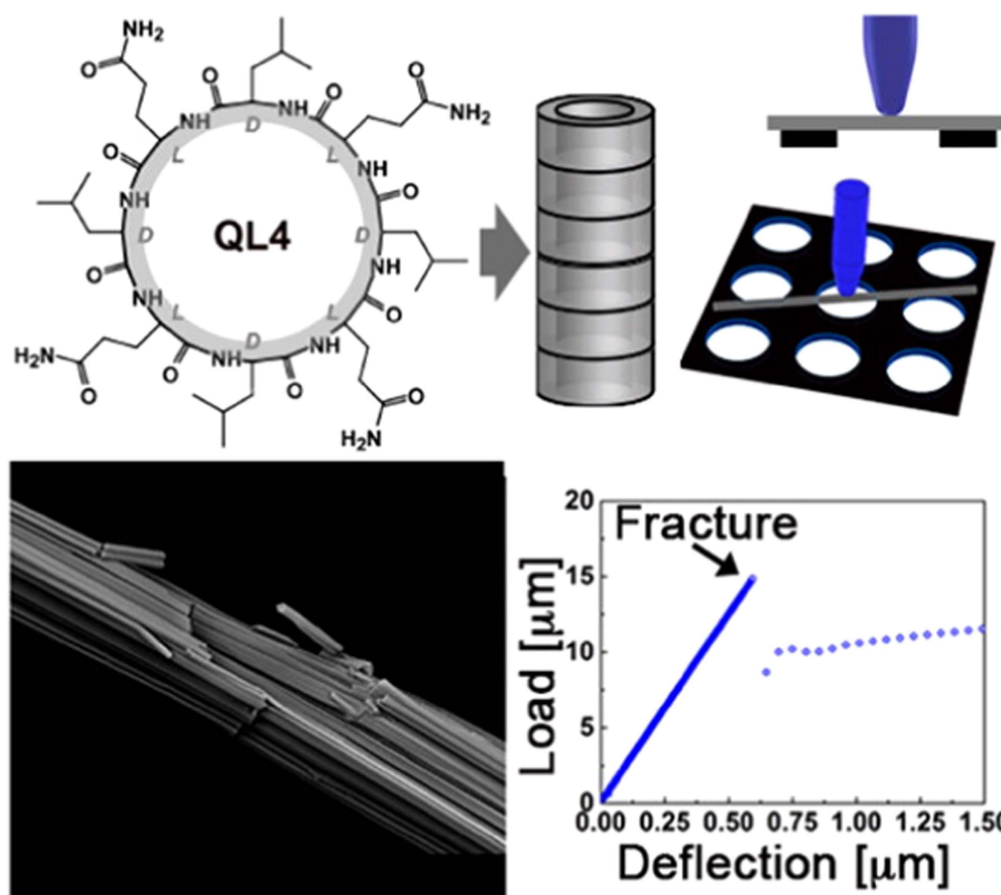 NH₂
O O O
O
NH NH₂
NH D
O L L
NH
O
NH
D QL4 D
NH
O
NH
L L O
D NH
H₂N NH
O
O O O
H₂N
20
Fracture
15
10
5
0
Load [μm]
0.00 0.25 0.50 0.75 1.00 1.25 1.50
Deflection [μm]